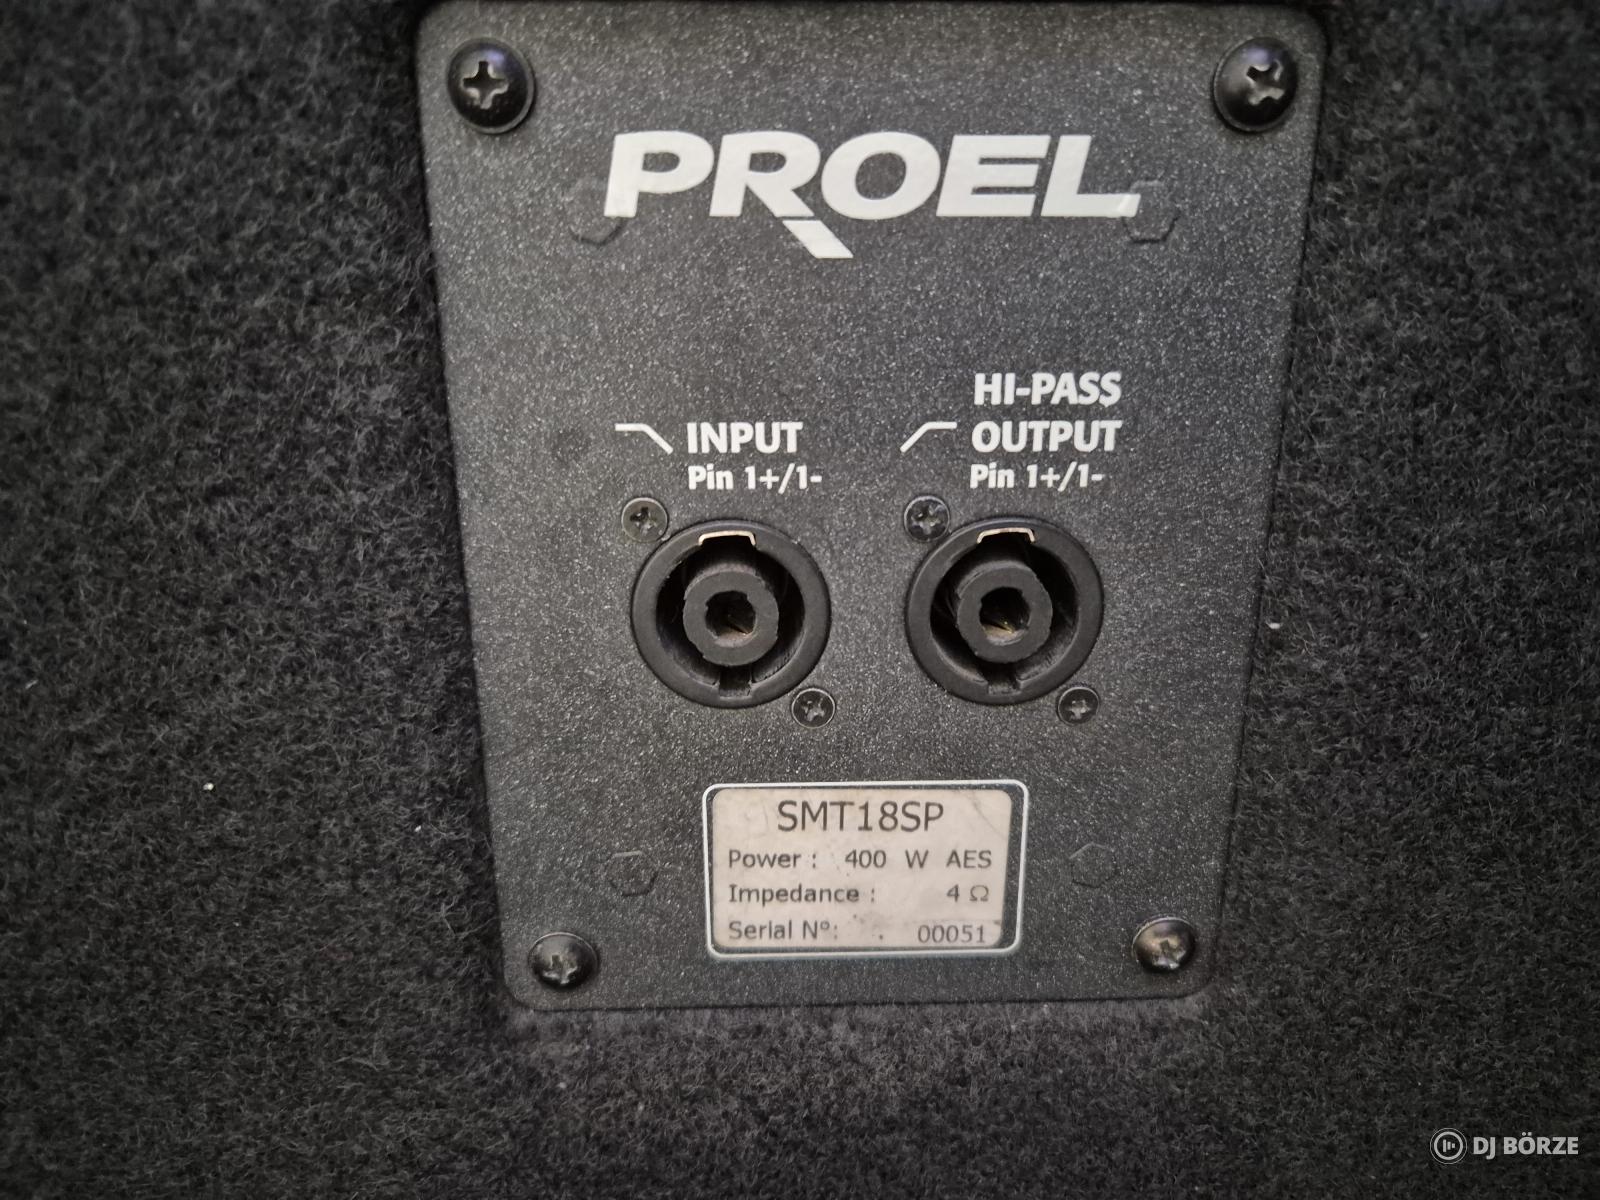 PROEL
INPUT
Pin 1+/1-
HI-PASS
OUTPUT
Pin 1+/1-
SMT18SP
Power : 400 W AES
Impedance : 4 Ω
Serial N°: 00051
DJ BÖRZE